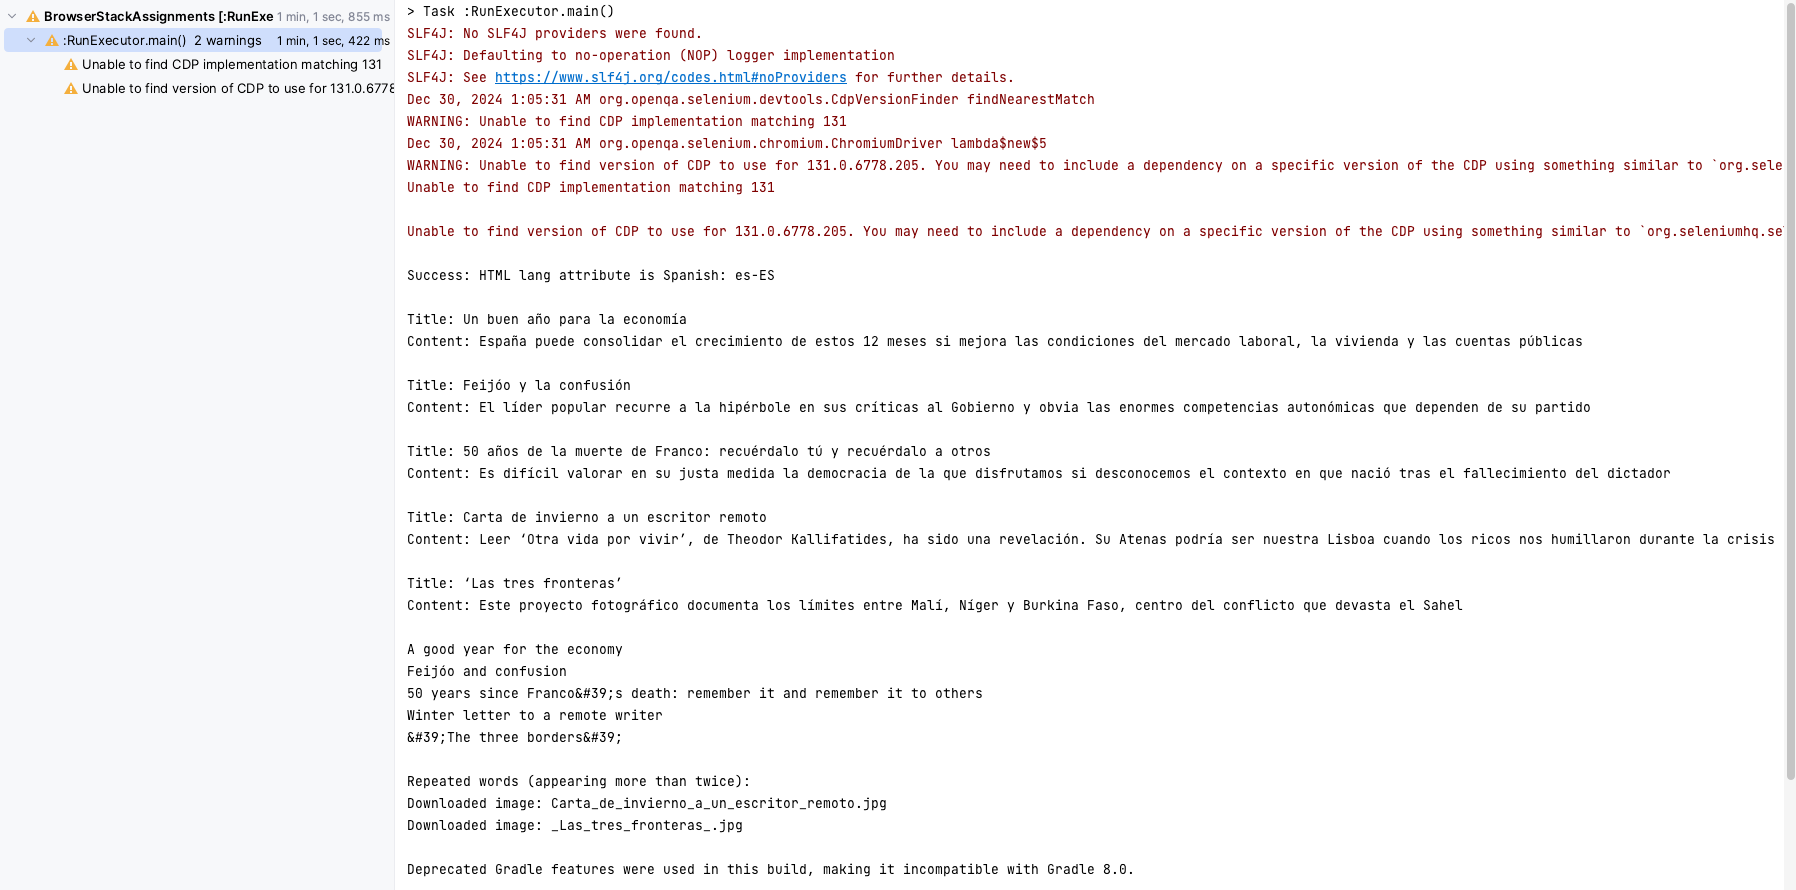 BrowserStackAssignments [:RunExe 1 min, 1 sec, 855 ms
:RunExecutor.main() 2 warnings 1 min, 1 sec, 422 ms
Unable to find CDP implementation matching 131
Unable to find version of CDP to use for 131.0.6778
> Task :RunExecutor.main()
SLF4J: No SLF4J providers were found.
SLF4J: Defaulting to no-operation (NOP) logger implementation
SLF4J: See https://www.slf4j.org/codes.html#noProviders for further details.
Dec 30, 2024 1:05:31 AM org.openqa.selenium.devtools.CdpVersionFinder findNearestMatch
WARNING: Unable to find CDP implementation matching 131
Dec 30, 2024 1:05:31 AM org.openqa.selenium.chromium.ChromiumDriver lambda$new$5
WARNING: Unable to find version of CDP to use for 131.0.6778.205. You may need to include a dependency on a specific version of the CDP using something similar to `org.sele
Unable to find CDP implementation matching 131
Unable to find version of CDP to use for 131.0.6778.205. You may need to include a dependency on a specific version of the CDP using something similar to `org.seleniumhq.se
Success: HTML lang attribute is Spanish: es-ES
Title: Un buen año para la economía
Content: España puede consolidar el crecimiento de estos 12 meses si mejora las condiciones del mercado laboral, la vivienda y las cuentas públicas
Title: Feijóo y la confusión
Content: El líder popular recurre a la hipérbole en sus críticas al Gobierno y obvia las enormes competencias autonómicas que dependen de su partido
Title: 50 años de la muerte de Franco: recuérdalo tú y recuérdalo a otros
Content: Es difícil valorar en su justa medida la democracia de la que disfrutamos si desconocemos el contexto en que nació tras el fallecimiento del dictador
Title: Carta de invierno a un escritor remoto
Content: Leer ‘Otra vida por vivir’, de Theodor Kallifatides, ha sido una revelación. Su Atenas podría ser nuestra Lisboa cuando los ricos nos humillaron durante la crisis
Title: ‘Las tres fronteras’
Content: Este proyecto fotográfico documenta los límites entre Malí, Níger y Burkina Faso, centro del conflicto que devasta el Sahel
A good year for the economy
Feijóo and confusion
50 years since Franco&#39;s death: remember it and remember it to others
Winter letter to a remote writer
&#39;The three borders&#39;
Repeated words (appearing more than twice):
Downloaded image: Carta_de_invierno_a_un_escritor_remoto.jpg
Downloaded image: _Las_tres_fronteras_.jpg
Deprecated Gradle features were used in this build, making it incompatible with Gradle 8.0.